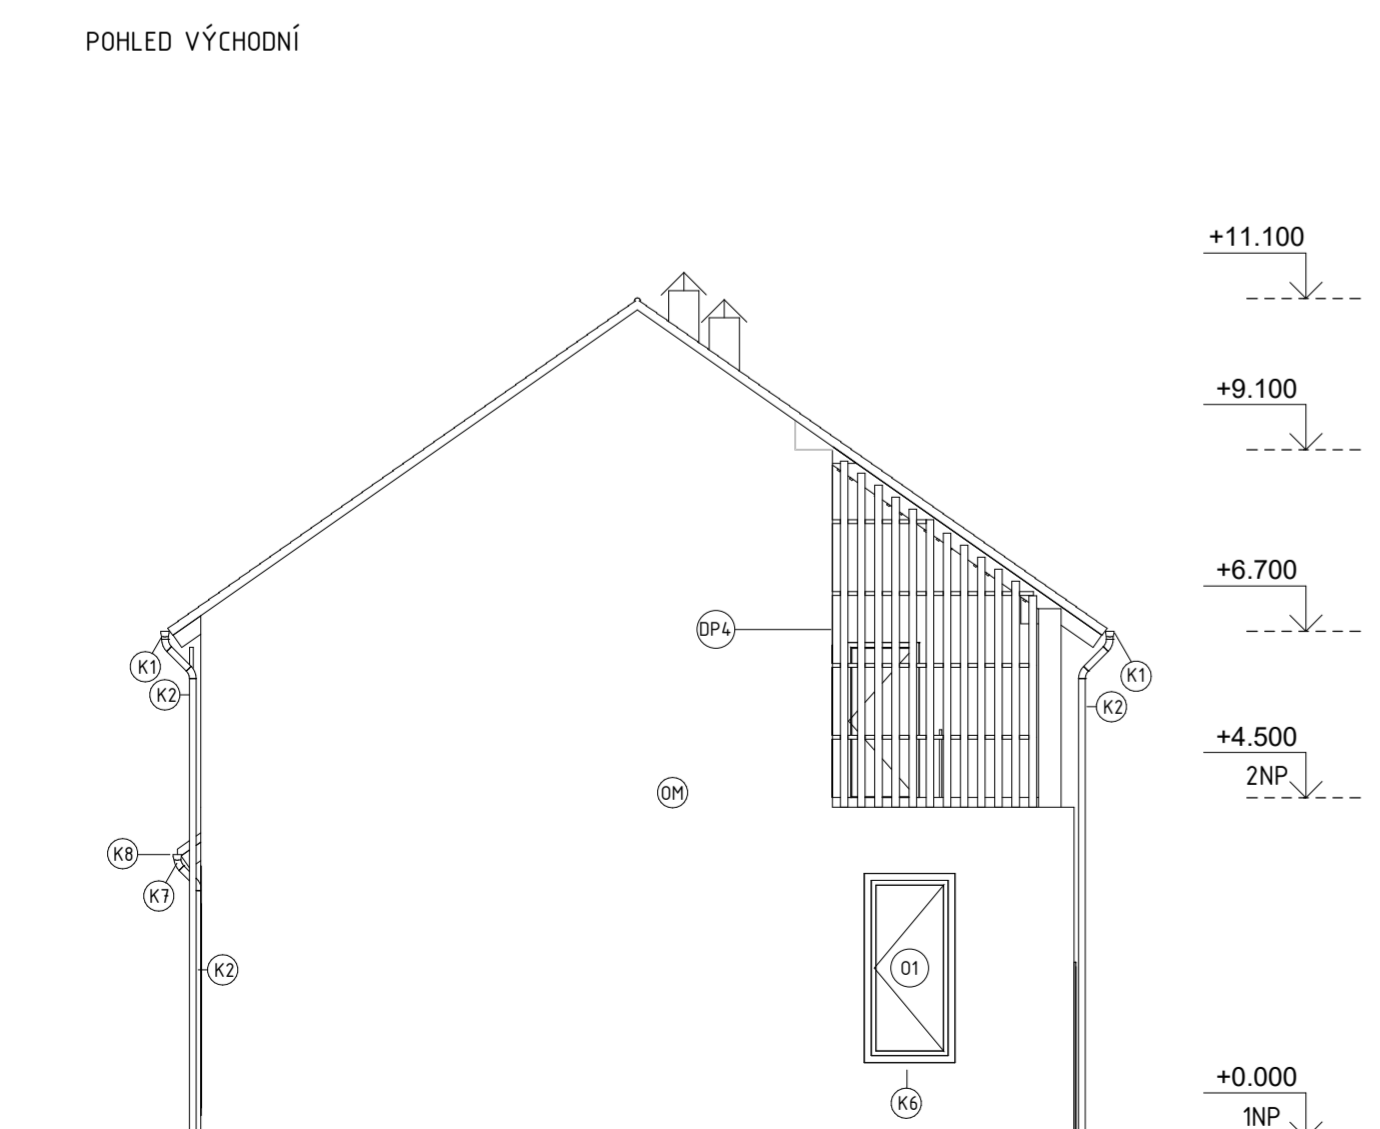 POHLED VÝCHODNÍ
+11.100
+9.100
+6.700
DP4
K1
K1
K2
K2
+4.500
2NP
OM
K8
K7
K2
O1
+0.000
K6
1NP